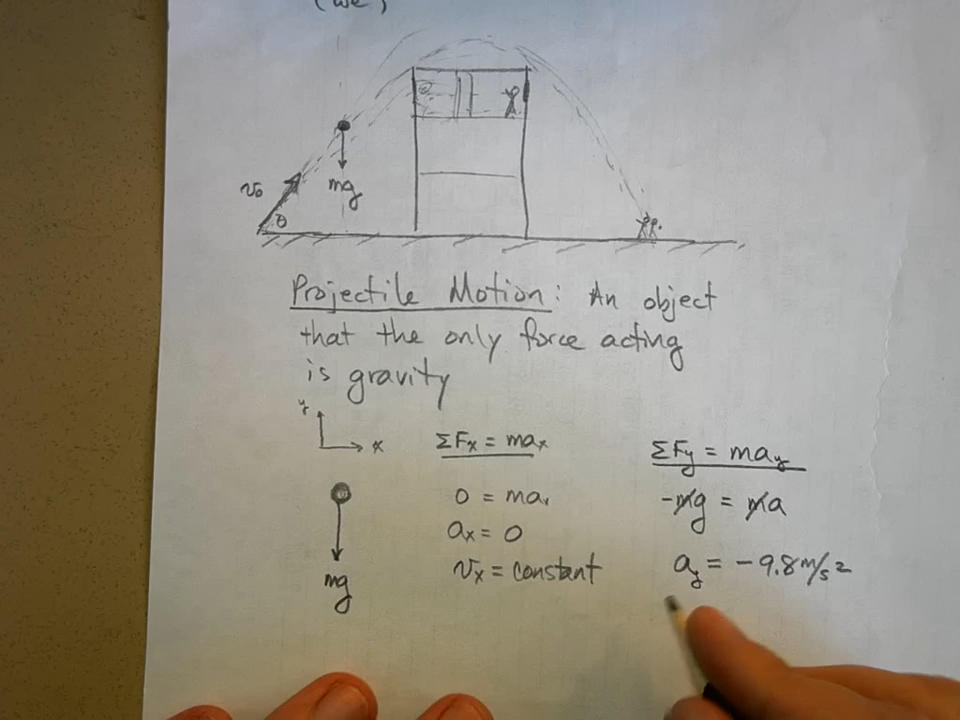 (we)
v₀
θ
mg
Projectile Motion: An object
that the only force acting
is gravity
y
x
ΣFx = max
0 = max
ax = 0
vx = constant
mg
ΣFy = may
-mg = ma
ay = -9.8 m/s²